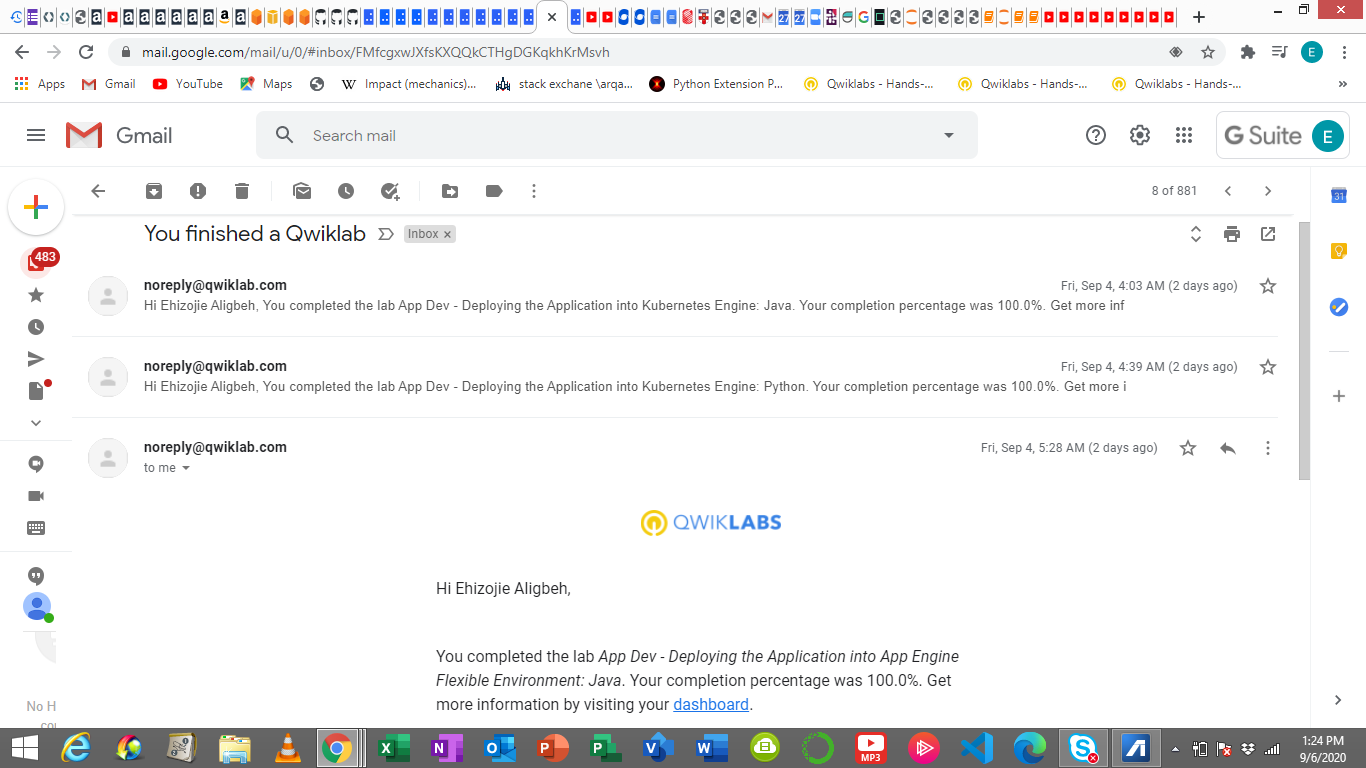 mail.google.com/mail/u/0/#inbox/FMfcgxwJXfsKXQQkCTHgDGKqkhKrMsvh
E
Apps
Gmail
YouTube
Maps
Impact (mechanics)...
stack exchane \arqa...
Python Extension P...
Qwiklabs - Hands-...
Qwiklabs - Hands-...
Qwiklabs - Hands-...
»
Gmail
Search mail
G Suite
E
8 of 881
483
You finished a Qwiklab
Inbox ×
noreply@qwiklab.com
Fri, Sep 4, 4:03 AM (2 days ago)
Hi Ehizojie Aligbeh, You completed the lab App Dev - Deploying the Application into Kubernetes Engine: Java. Your completion percentage was 100.0%. Get more inf
noreply@qwiklab.com
Fri, Sep 4, 4:39 AM (2 days ago)
Hi Ehizojie Aligbeh, You completed the lab App Dev - Deploying the Application into Kubernetes Engine: Python. Your completion percentage was 100.0%. Get more i
noreply@qwiklab.com
Fri, Sep 4, 5:28 AM (2 days ago)
to me
QWIKLABS
Hi Ehizojie Aligbeh,
You completed the lab App Dev - Deploying the Application into App Engine
Flexible Environment: Java. Your completion percentage was 100.0%. Get
more information by visiting your dashboard.
31
No H
MP3
1:24 PM
9/6/2020